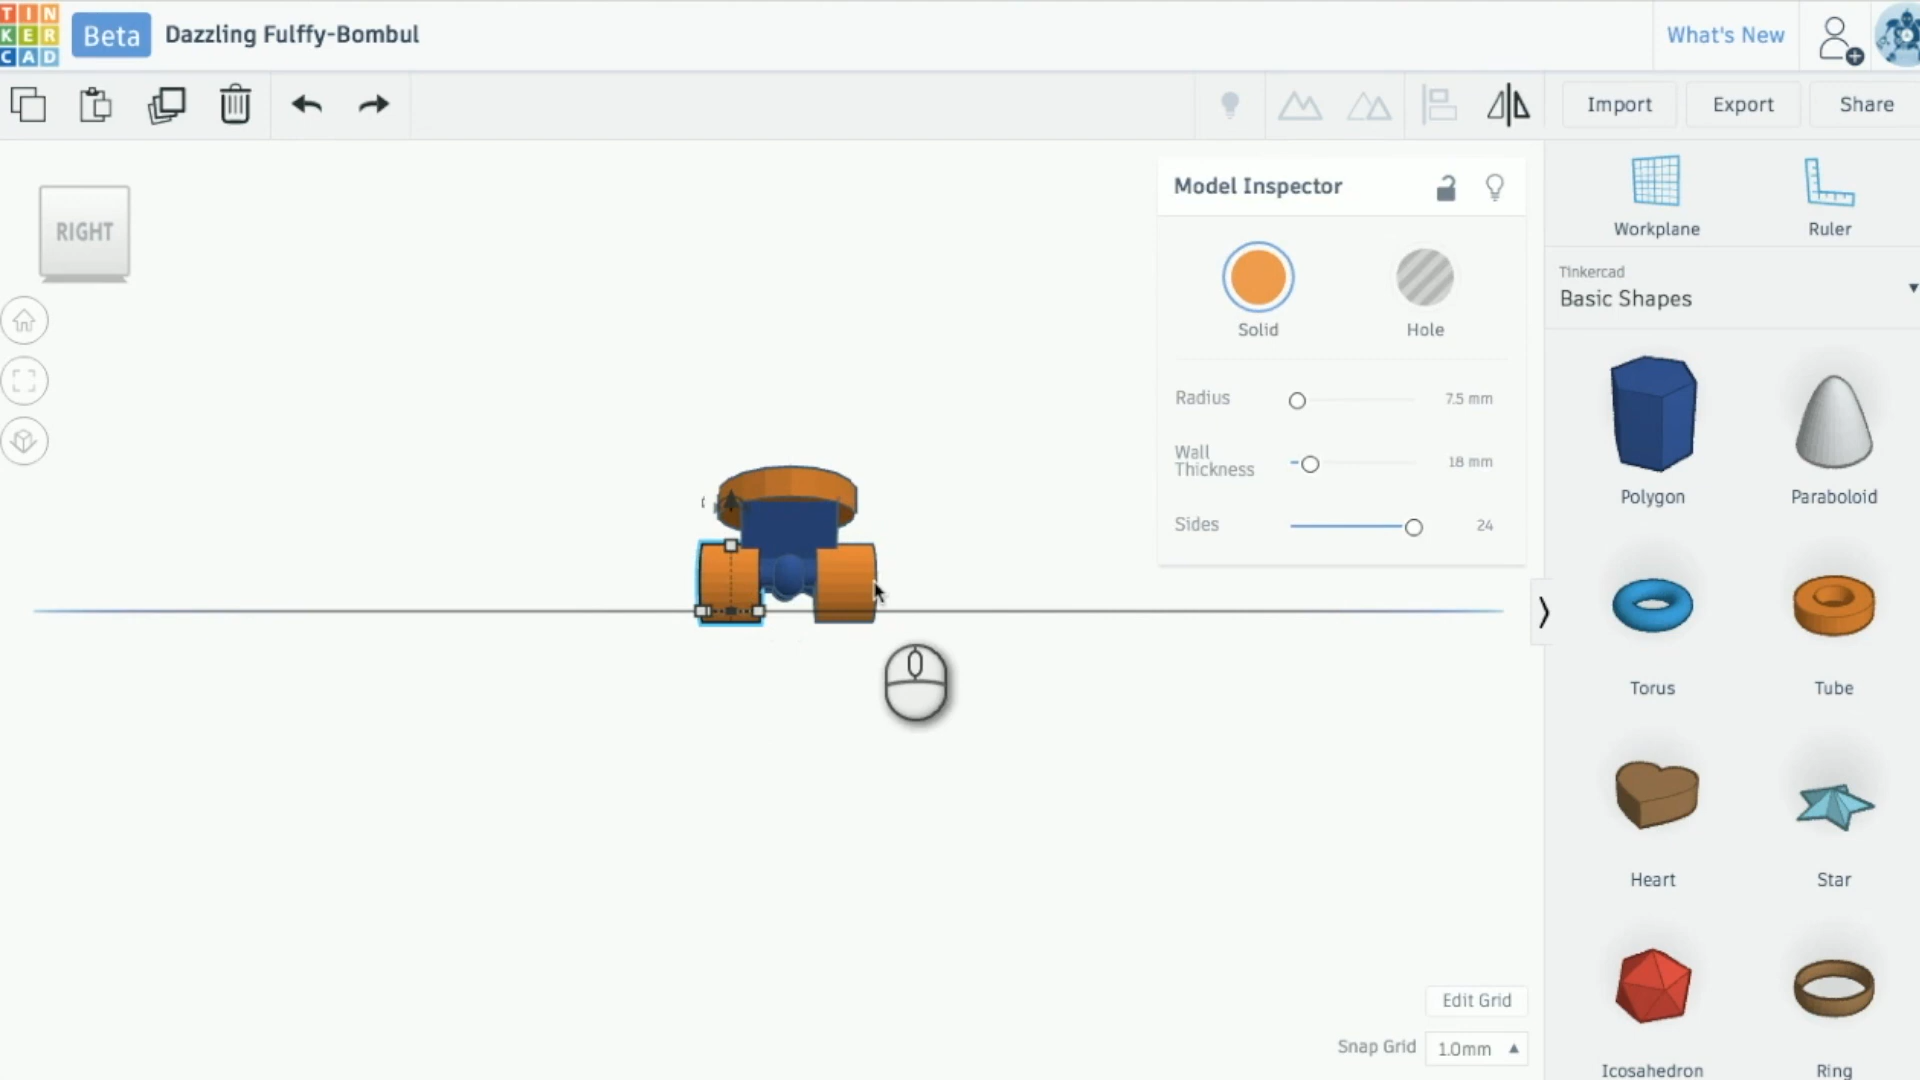 TIN
KER
CAD
Beta
Dazzling Fulffy-Bombul
What's New
Import
Export
Share
RIGHT
Model Inspector
Solid
Hole
Radius
7.5 mm
Wall
Thickness
18 mm
Sides
24
Workplane
Ruler
Tinkercad
Basic Shapes
Polygon
Paraboloid
Torus
Tube
Heart
Star
Icosahedron
Ring
Edit Grid
Snap Grid
1.0mm